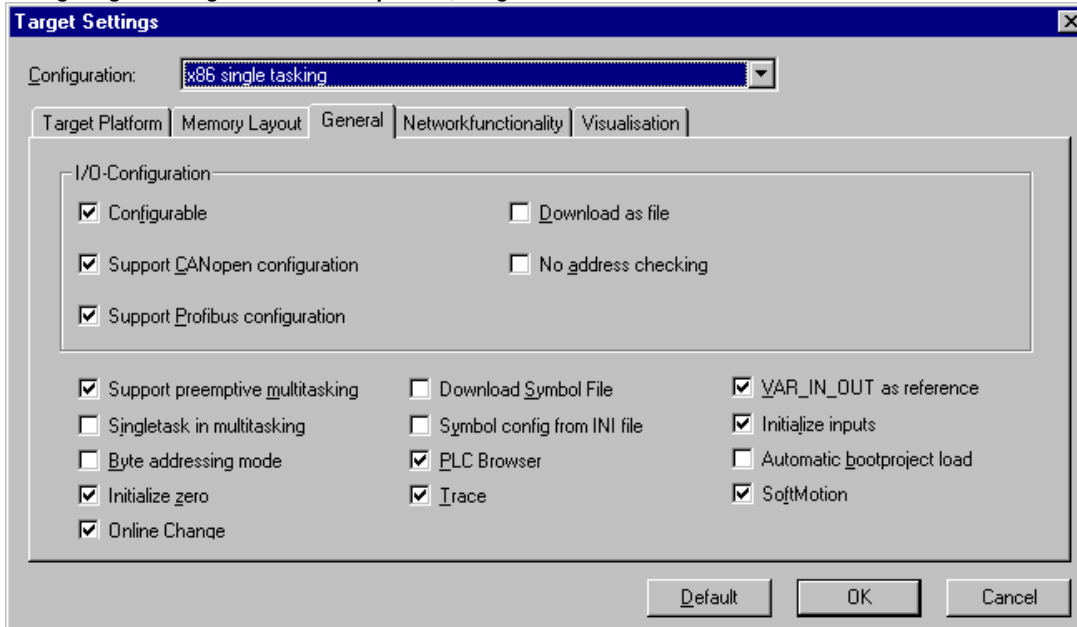 Target Settings
Configuration: x86 single tasking
Target Platform Memory Layout General Networkfunctionality Visualisation
I/O-Configuration
Configurable Download as file
Support CANopen configuration No address checking
Support Profibus configuration
Support preemptive multitasking Download Symbol File VAR_IN_OUT as reference
Singletask in multitasking Symbol config from INI file Initialize inputs
Byte addressing mode PLC Browser Automatic bootproject load
Initialize zero Trace SoftMotion
Online Change
Default OK Cancel